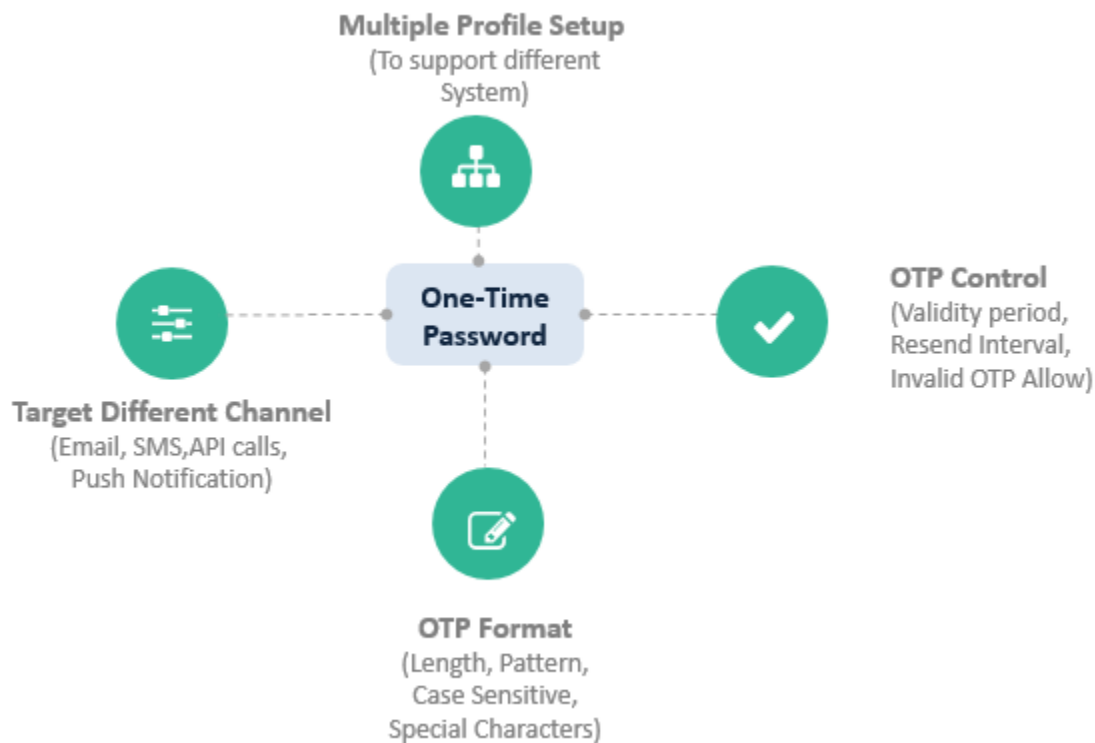 Multiple Profile Setup
(To support different
System)
One-Time
Password
OTP Control
(Validity period,
Resend Interval,
Invalid OTP Allow)
Target Different Channel
(Email, SMS,API calls,
Push Notification)
OTP Format
(Length, Pattern,
Case Sensitive,
Special Characters)